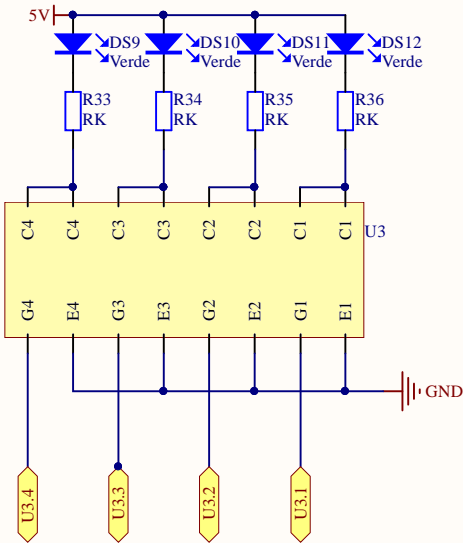 5V
DS9 DS10 DS11 DS12
Verde Verde Verde Verde
R33 R34 R35 R36
RK RK RK RK
C4 C4 C3 C3 C2 C2 C1 C1
U3
G4 E4 G3 E3 G2 E2 G1 E1
GND
U3.4 U3.3 U3.2 U3.1